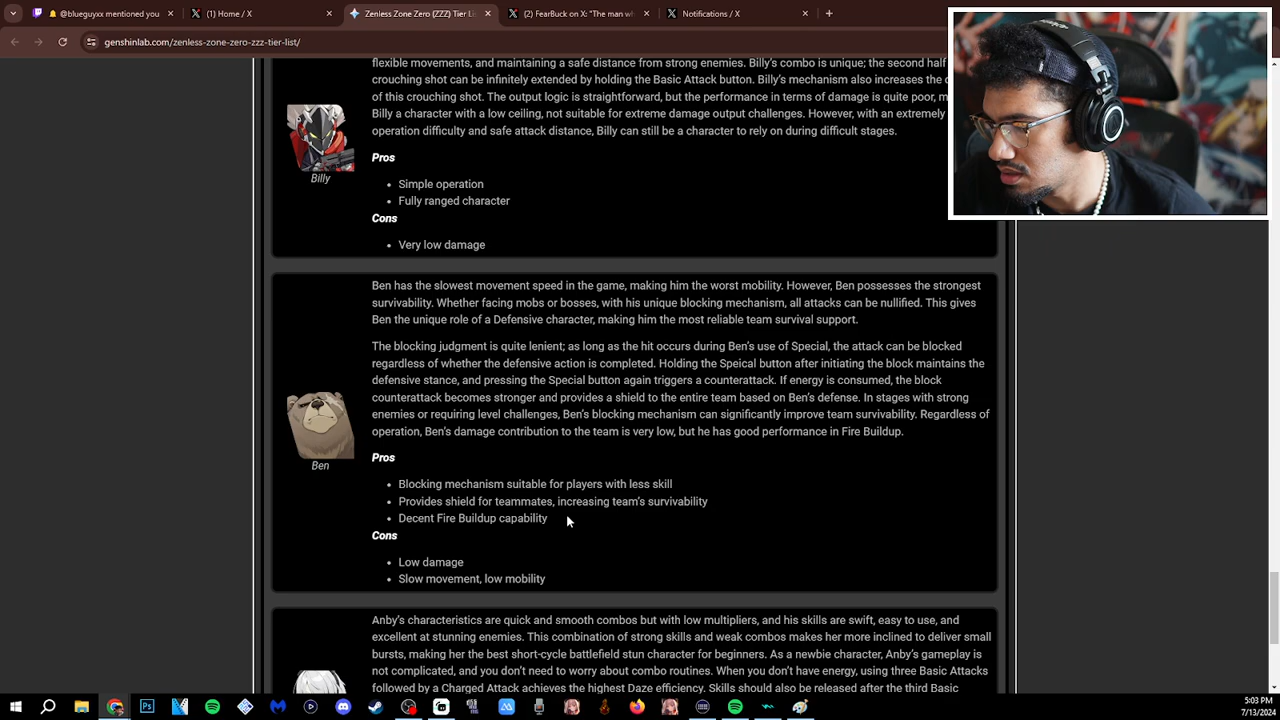 @blueguyxx mentioned you
(1) Home / X
Zenless Zone Zero (ZZZ) Tier Li
(2) FearBuck on X: "The man w
Notifications / X
genshinlab.com/zenless-zone-zero-zzz-tier-list/
flexible movements, and maintaining a safe distance from strong enemies. Billy's combo is unique; the second half
crouching shot can be infinitely extended by holding the Basic Attack button. Billy's mechanism also increases the
of this crouching shot. The output logic is straightforward, but the performance in terms of damage is quite poor,
Billy a character with a low ceiling, not suitable for extreme damage output challenges. However, with an extremely
operation difficulty and safe attack distance, Billy can still be a character to rely on during difficult stages.
Pros
Billy
• Simple operation
• Fully ranged character
Cons
• Very low damage
Ben has the slowest movement speed in the game, making him the worst mobility. However, Ben possesses the strongest
survivability. Whether facing mobs or bosses, with his unique blocking mechanism, all attacks can be nullified. This gives
Ben the unique role of a Defensive character, making him the most reliable team survival support.
The blocking judgment is quite lenient; as long as the hit occurs during Ben's use of Special, the attack can be blocked
regardless of whether the defensive action is completed. Holding the Speical button after initiating the block maintains the
defensive stance, and pressing the Special button again triggers a counterattack. If energy is consumed, the block
counterattack becomes stronger and provides a shield to the entire team based on Ben's defense. In stages with strong
enemies or requiring level challenges, Ben's blocking mechanism can significantly improve team survivability. Regardless of
operation, Ben's damage contribution to the team is very low, but he has good performance in Fire Buildup.
Pros
Ben
• Blocking mechanism suitable for players with less skill
• Provides shield for teammates, increasing team's survivability
• Decent Fire Buildup capability
Cons
• Low damage
• Slow movement, low mobility
Anby's characteristics are quick and smooth combos but with low multipliers, and his skills are swift, easy to use, and
excellent at stunning enemies. This combination of strong skills and weak combos makes her more inclined to deliver small
bursts, making her the best short-cycle battlefield stun character for beginners. As a newbie character, Anby's gameplay is
not complicated, and you don't need to worry about combo routines. When you don't have energy, using three Basic Attacks
followed by a Charged Attack achieves the highest Daze efficiency. Skills should also be released after the third Basic
5:03 PM
7/13/2024